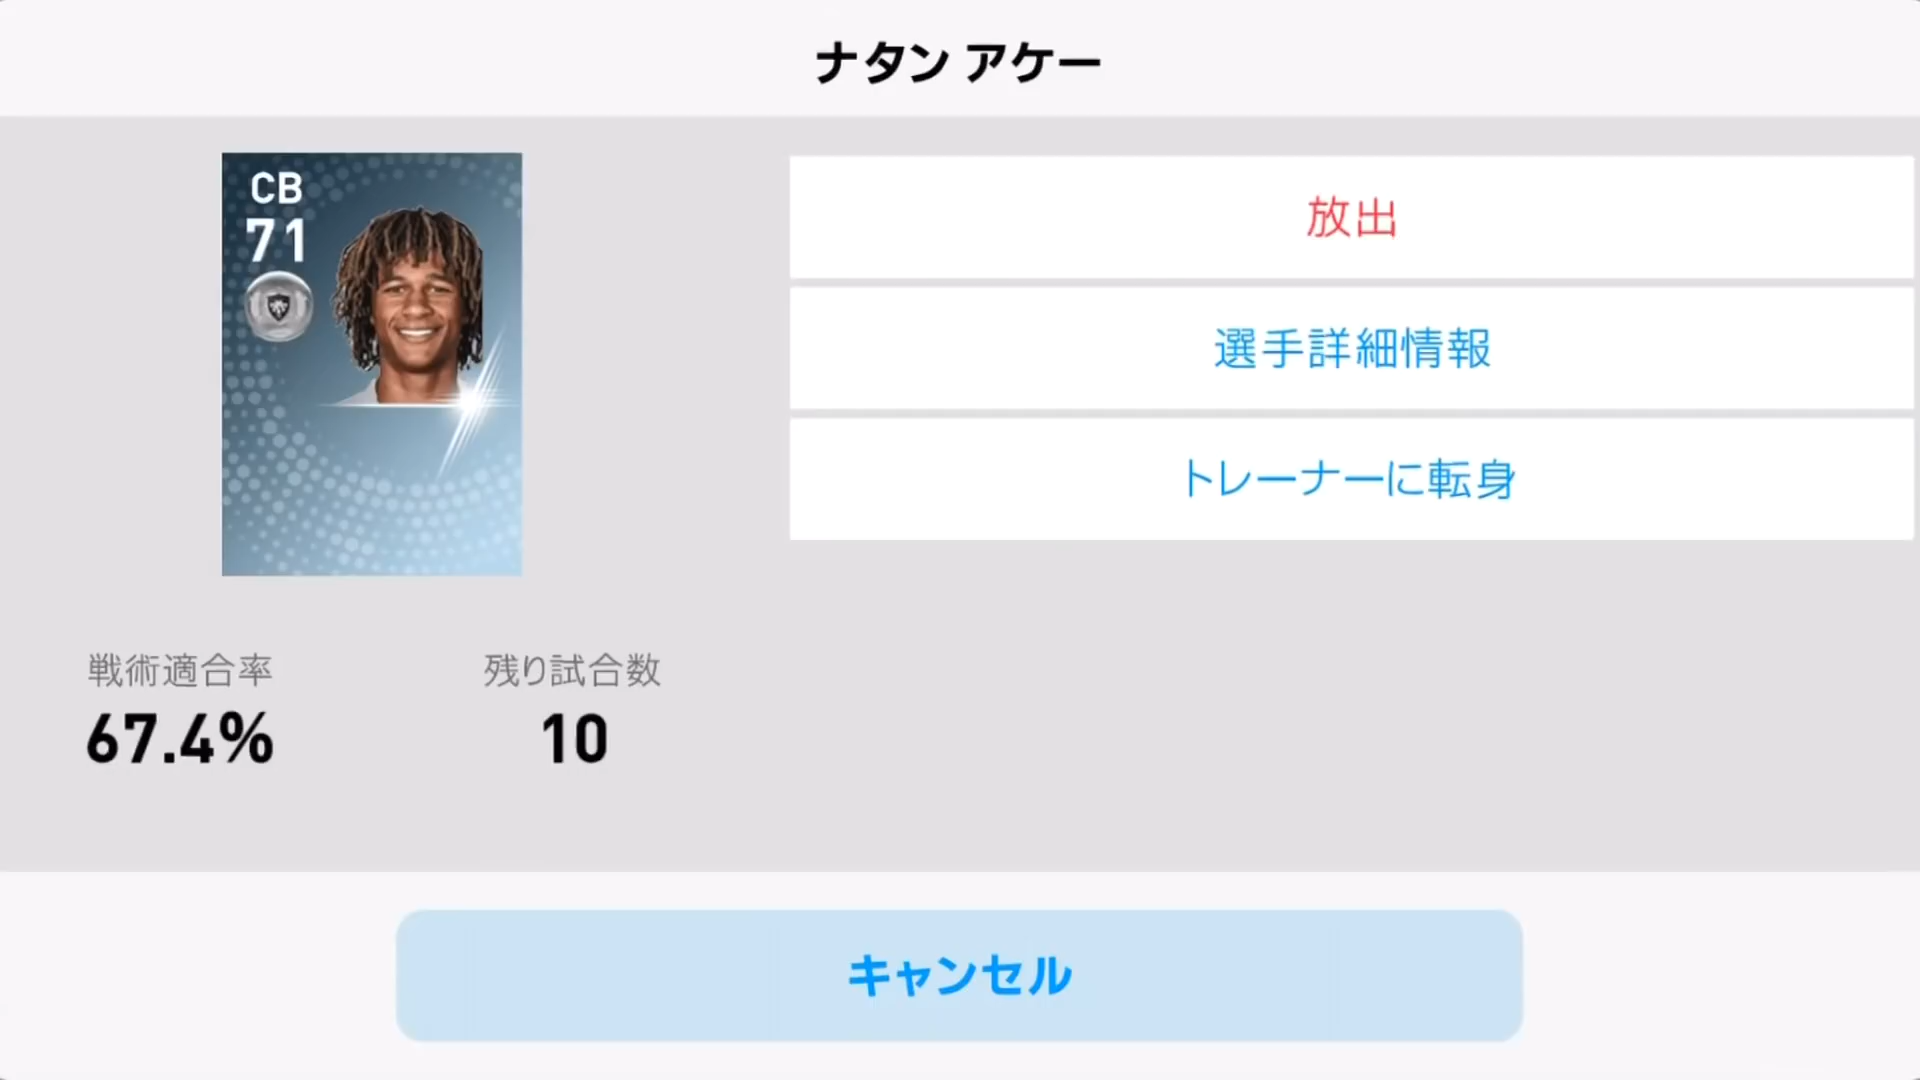 ナタン アケー
CB
71
放出
選手詳細情報
トレーナーに転身
戦術適合率
残り試合数
67.4%
10
キャンセル